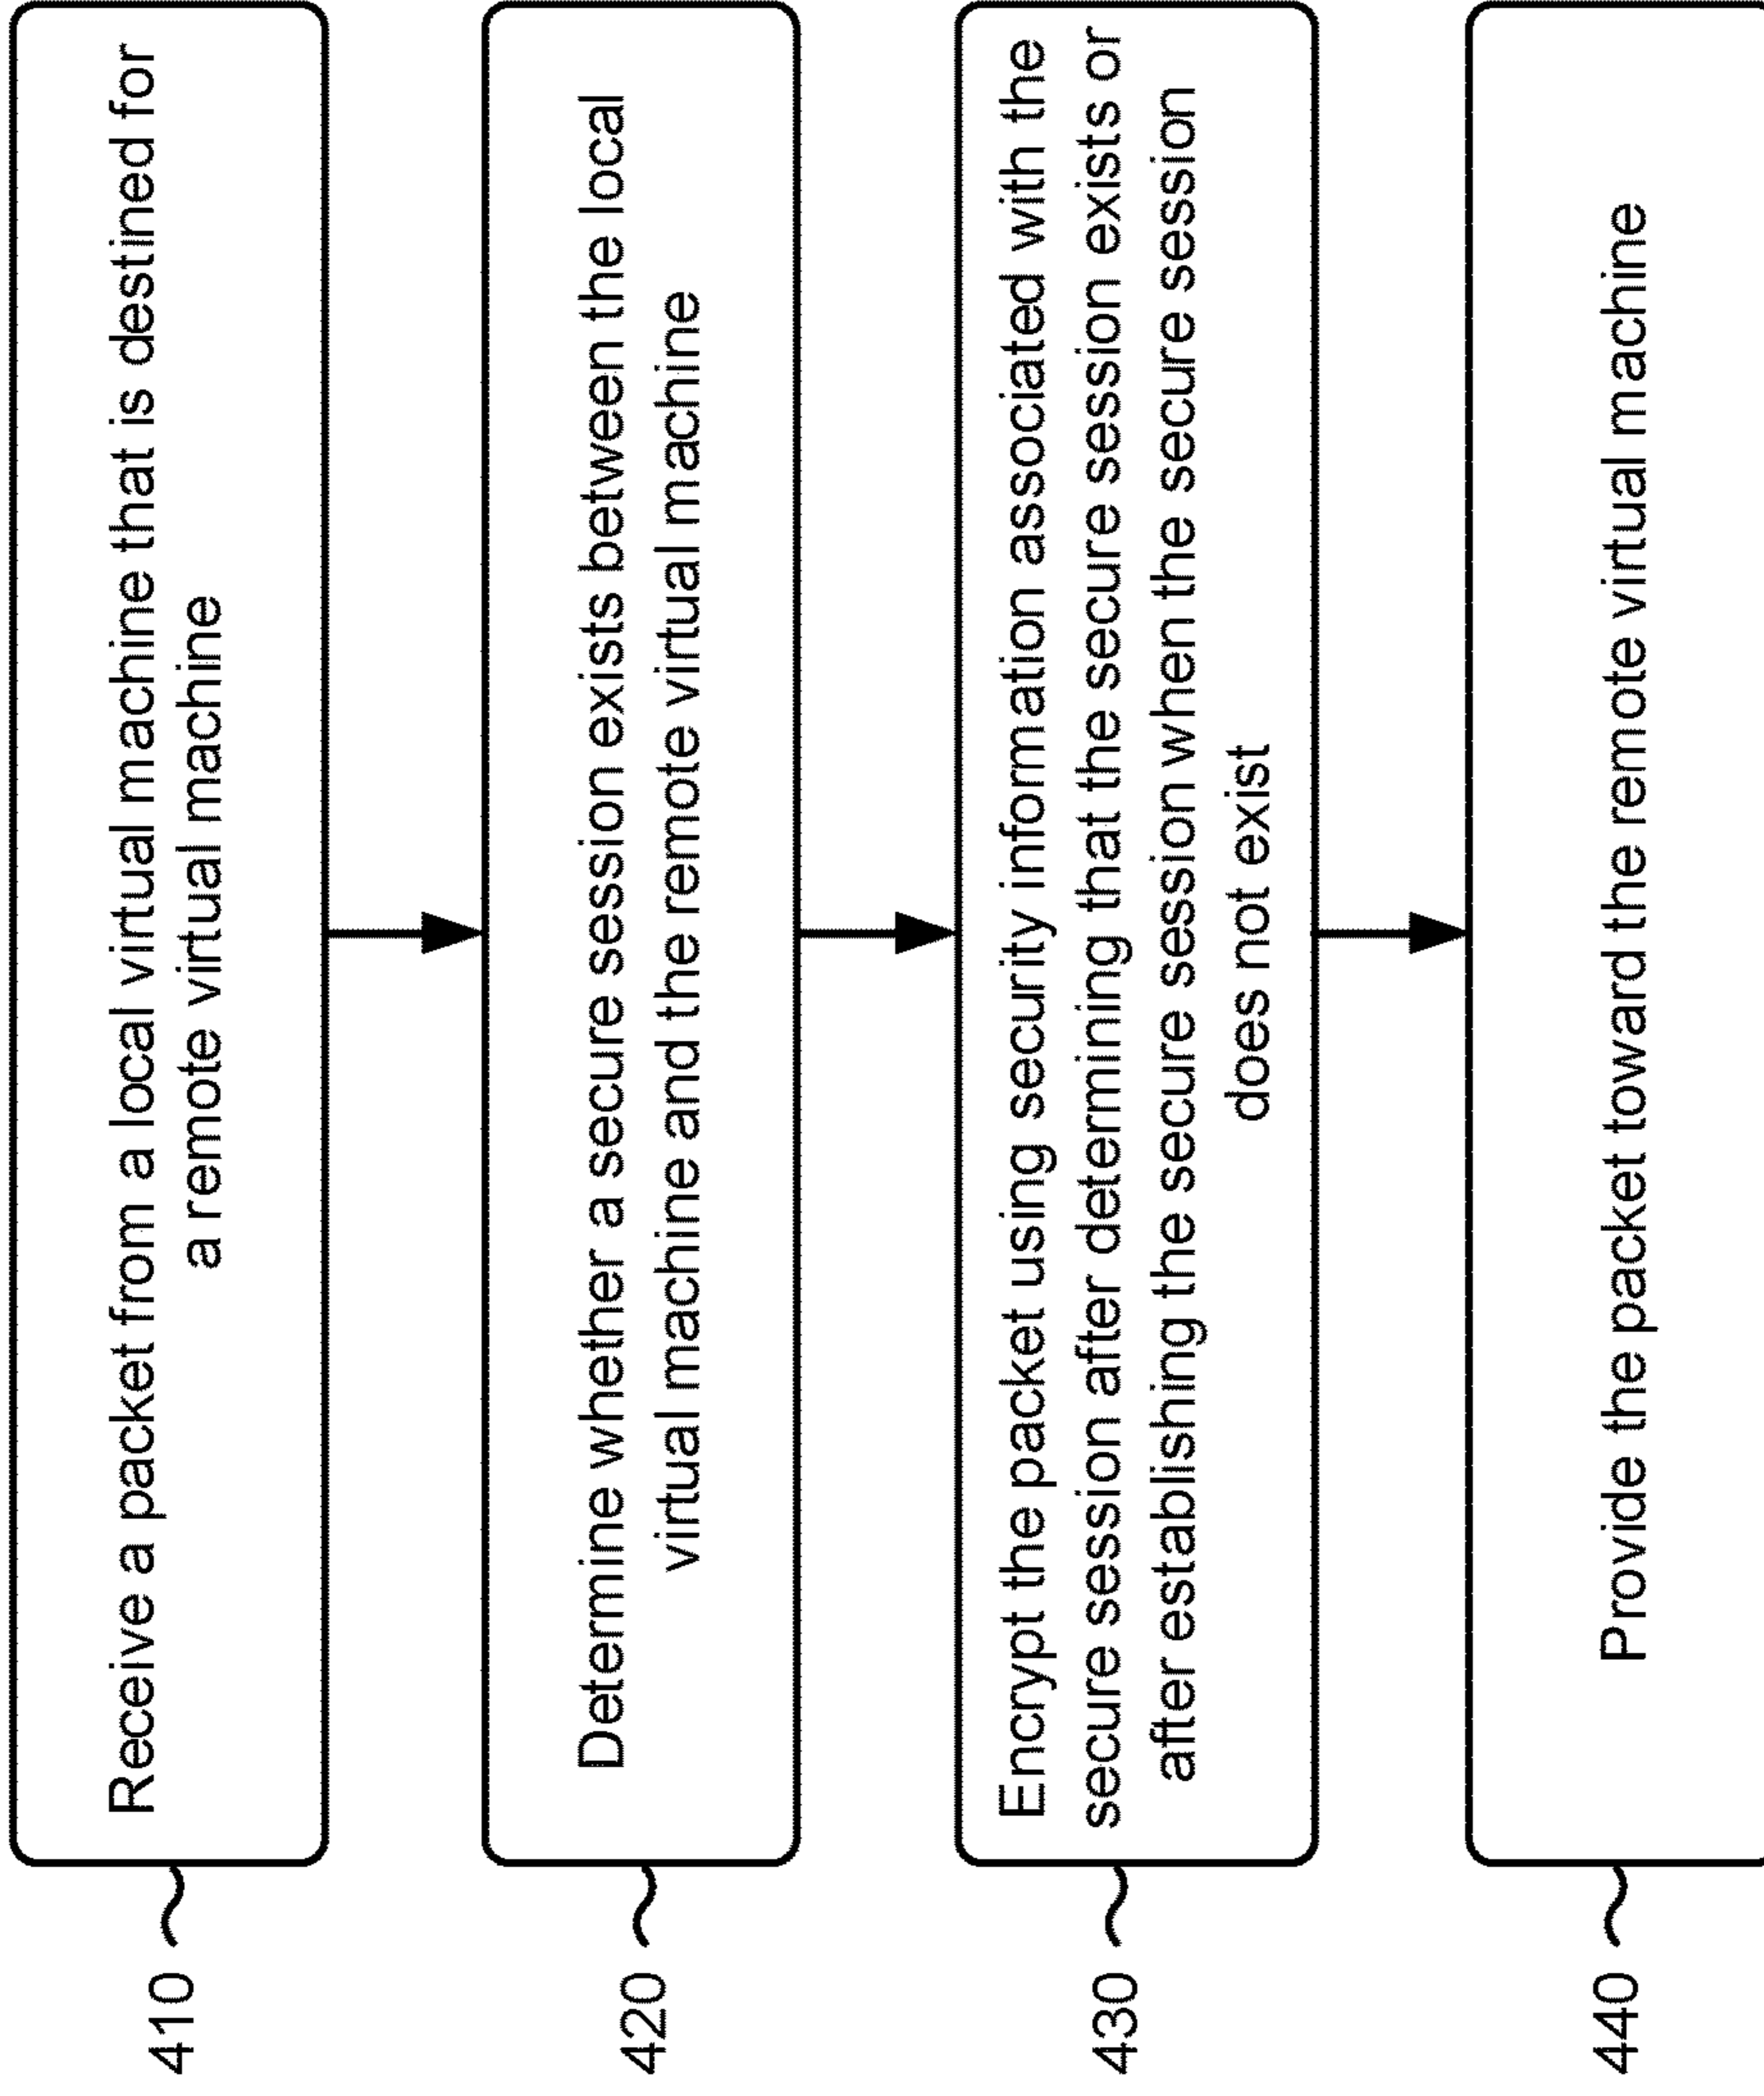 410
Receive a packet from a local virtual machine that is destined for
a remote virtual machine
420
Determine whether a secure session exists between the local
virtual machine and the remote virtual machine
430
Encrypt the packet using security information associated with the
secure session after determining that the secure session exists or
after establishing the secure session when the secure session
does not exist
440
Provide the packet toward the remote virtual machine